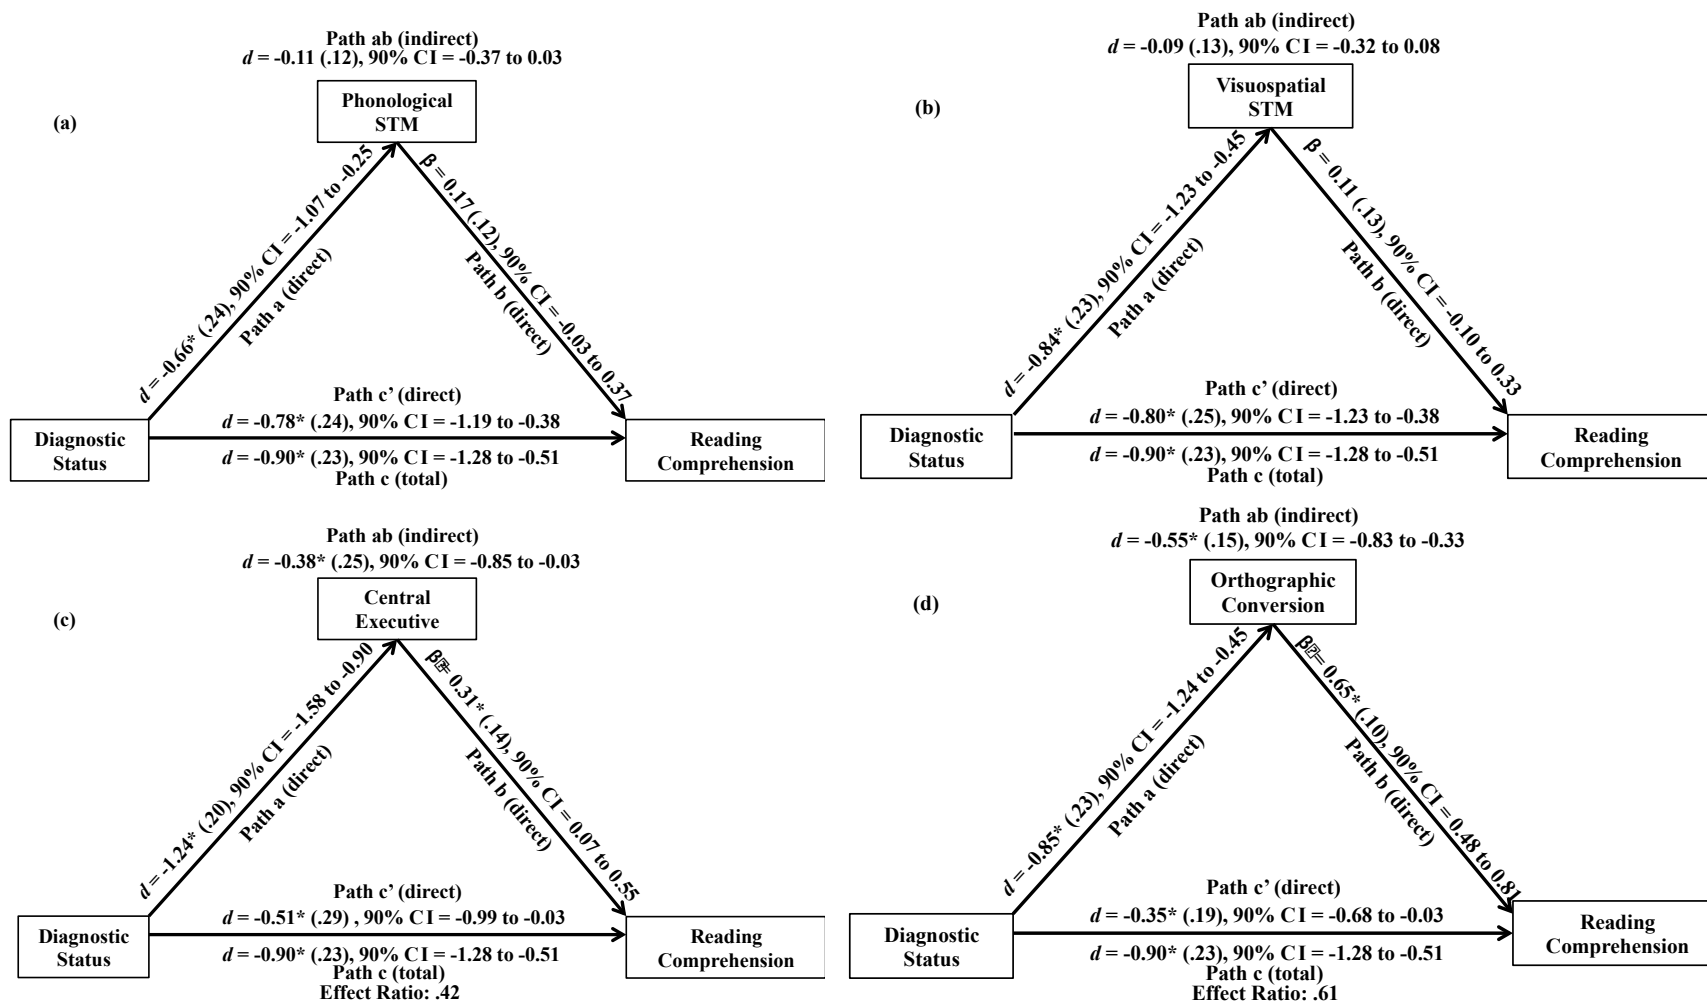 Path ab (indirect)
d = -0.11 (.12), 90% CI = -0.37 to 0.03
(a)
Phonological
STM
d = -0.66* (.24), 90% CI = -1.07 to -0.25
Path a (direct)
β = 0.17 (.12), 90% CI = -0.03 to 0.37
Path b (direct)
Path c’ (direct)
d = -0.78* (.24), 90% CI = -1.19 to -0.38
Diagnostic
Status
Reading
Comprehension
d = -0.90* (.23), 90% CI = -1.28 to -0.51
Path c (total)
Path ab (indirect)
d = -0.09 (.13), 90% CI = -0.32 to 0.08
(b)
Visuospatial
STM
d = -0.84* (.23), 90% CI = -1.23 to -0.45
Path a (direct)
β = 0.11 (.13), 90% CI = -0.10 to 0.33
Path b (direct)
Path c’ (direct)
d = -0.80* (.25), 90% CI = -1.23 to -0.38
Diagnostic
Status
Reading
Comprehension
d = -0.90* (.23), 90% CI = -1.28 to -0.51
Path c (total)
Path ab (indirect)
d = -0.38* (.25), 90% CI = -0.85 to -0.03
(c)
Central
Executive
d = -1.24* (.20), 90% CI = -1.58 to -0.90
Path a (direct)
β = 0.31* (.14), 90% CI = 0.07 to 0.55
Path b (direct)
Path c’ (direct)
d = -0.51* (.29) , 90% CI = -0.99 to -0.03
Diagnostic
Status
Reading
Comprehension
d = -0.90* (.23), 90% CI = -1.28 to -0.51
Path c (total)
Effect Ratio: .42
Path ab (indirect)
d = -0.55* (.15), 90% CI = -0.83 to -0.33
(d)
Orthographic
Conversion
d = -0.85* (.23), 90% CI = -1.24 to -0.45
Path a (direct)
β = 0.65* (.10), 90% CI = 0.48 to 0.81
Path b (direct)
Path c’ (direct)
d = -0.35* (.19), 90% CI = -0.68 to -0.03
Diagnostic
Status
Reading
Comprehension
d = -0.90* (.23), 90% CI = -1.28 to -0.51
Path c (total)
Effect Ratio: .61